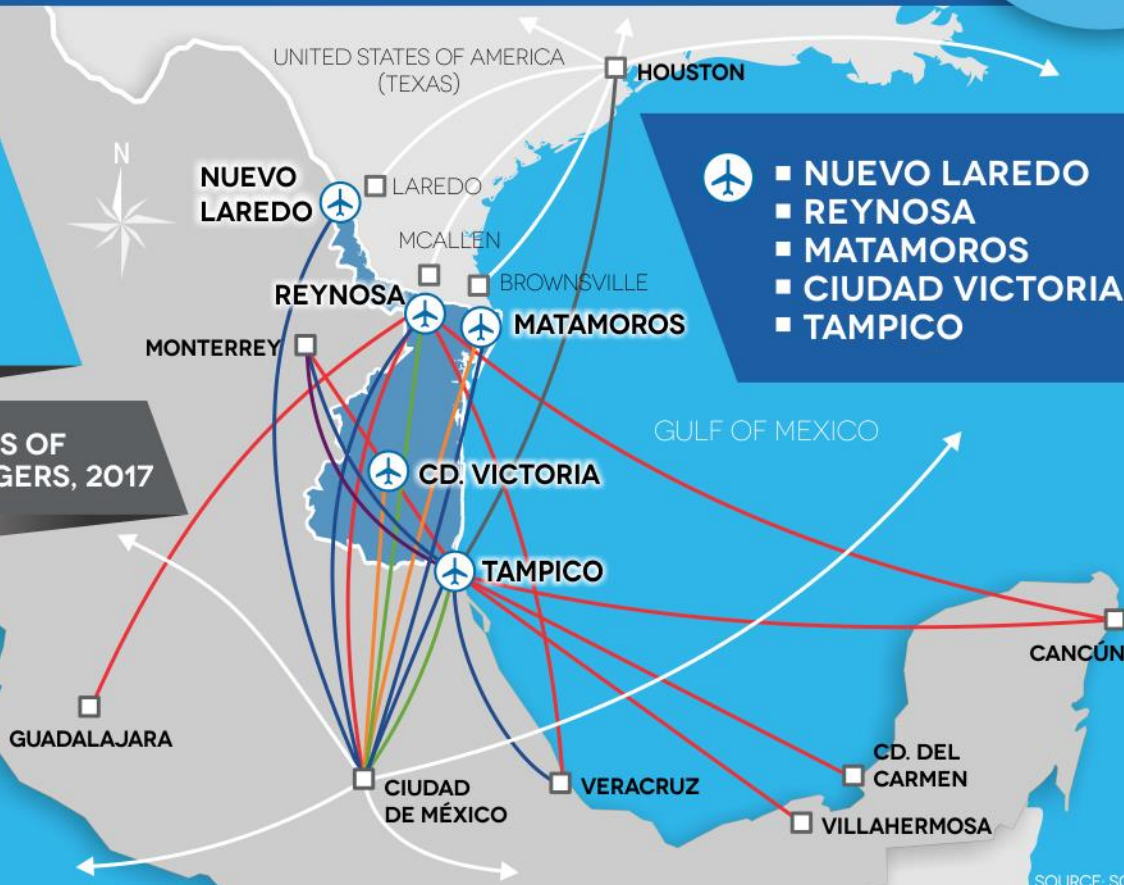 UNITED STATES OF AMERICA
(TEXAS)
HOUSTON
N
NUEVO
LAREDO
LAREDO
MCALLEN
BROWNSVILLE
REYNOSA
MATAMOROS
MONTERREY
■ NUEVO LAREDO
■ REYNOSA
■ MATAMOROS
■ CIUDAD VICTORIA
■ TAMPICO
GULF OF MEXICO
S OF
GERS, 2017
CD. VICTORIA
TAMPICO
CANCÚN
GUADALAJARA
CIUDAD
DE MÉXICO
VERACRUZ
CD. DEL
CARMEN
VILLAHERMOSA
SOURCE: